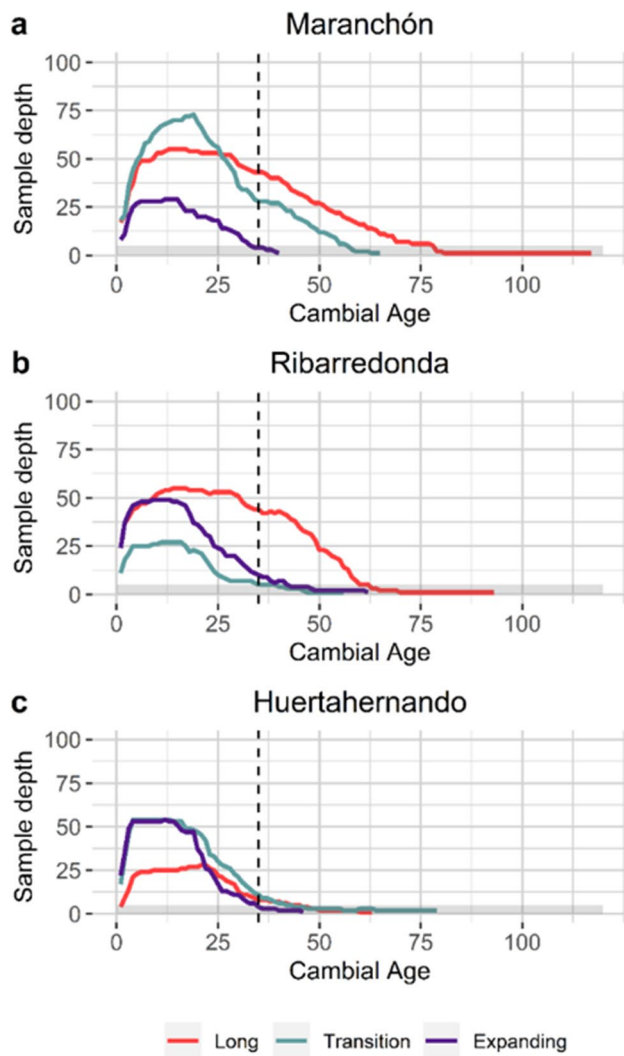 a Maranchón
100
75
50
25
0
Sample depth
0 25 50 75 100
Cambial Age
b Ribarredonda
100
75
50
25
0
Sample depth
0 25 50 75 100
Cambial Age
c Huertahernando
100
75
50
25
0
Sample depth
0 25 50 75 100
Cambial Age
Long Transition Expanding